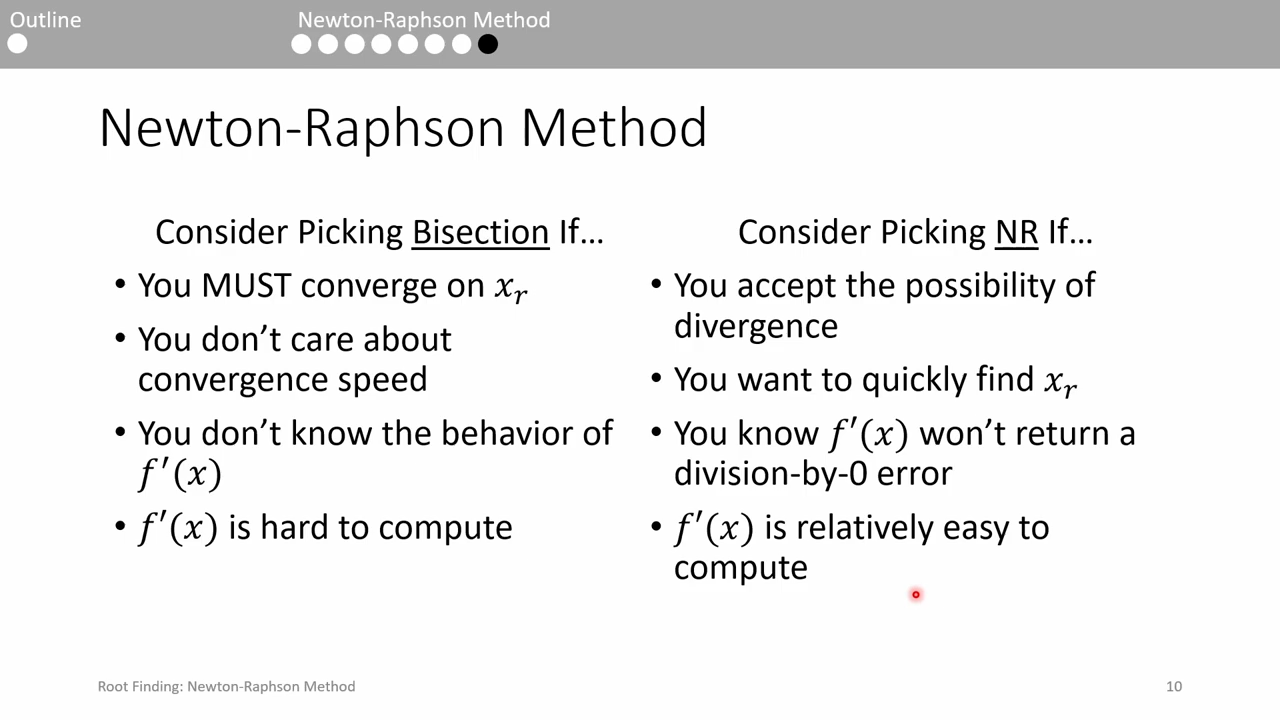 Outline
Newton-Raphson Method
Newton-Raphson Method
Consider Picking Bisection If…
• You MUST converge on 𝑥ᵣ
• You don’t care about
convergence speed
• You don’t know the behavior of
𝑓′(𝑥)
• 𝑓′(𝑥) is hard to compute
Consider Picking NR If…
• You accept the possibility of
divergence
• You want to quickly find 𝑥ᵣ
• You know 𝑓′(𝑥) won’t return a
division-by-0 error
• 𝑓′(𝑥) is relatively easy to
compute
Root Finding: Newton-Raphson Method
10